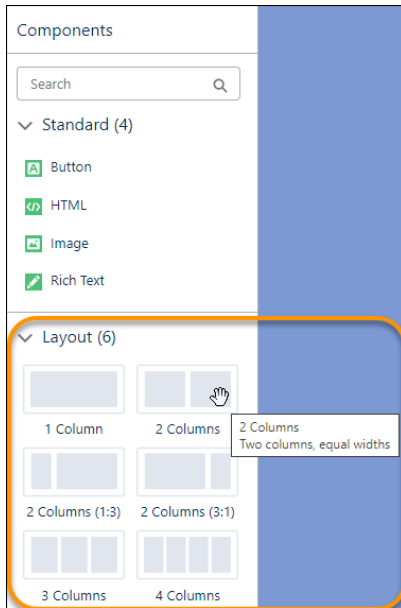 Components
Search
Standard (4)
Button
HTML
Image
Rich Text
Layout (6)
1 Column
2 Columns
2 Columns
Two columns, equal widths
2 Columns (1:3)
2 Columns (3:1)
3 Columns
4 Columns